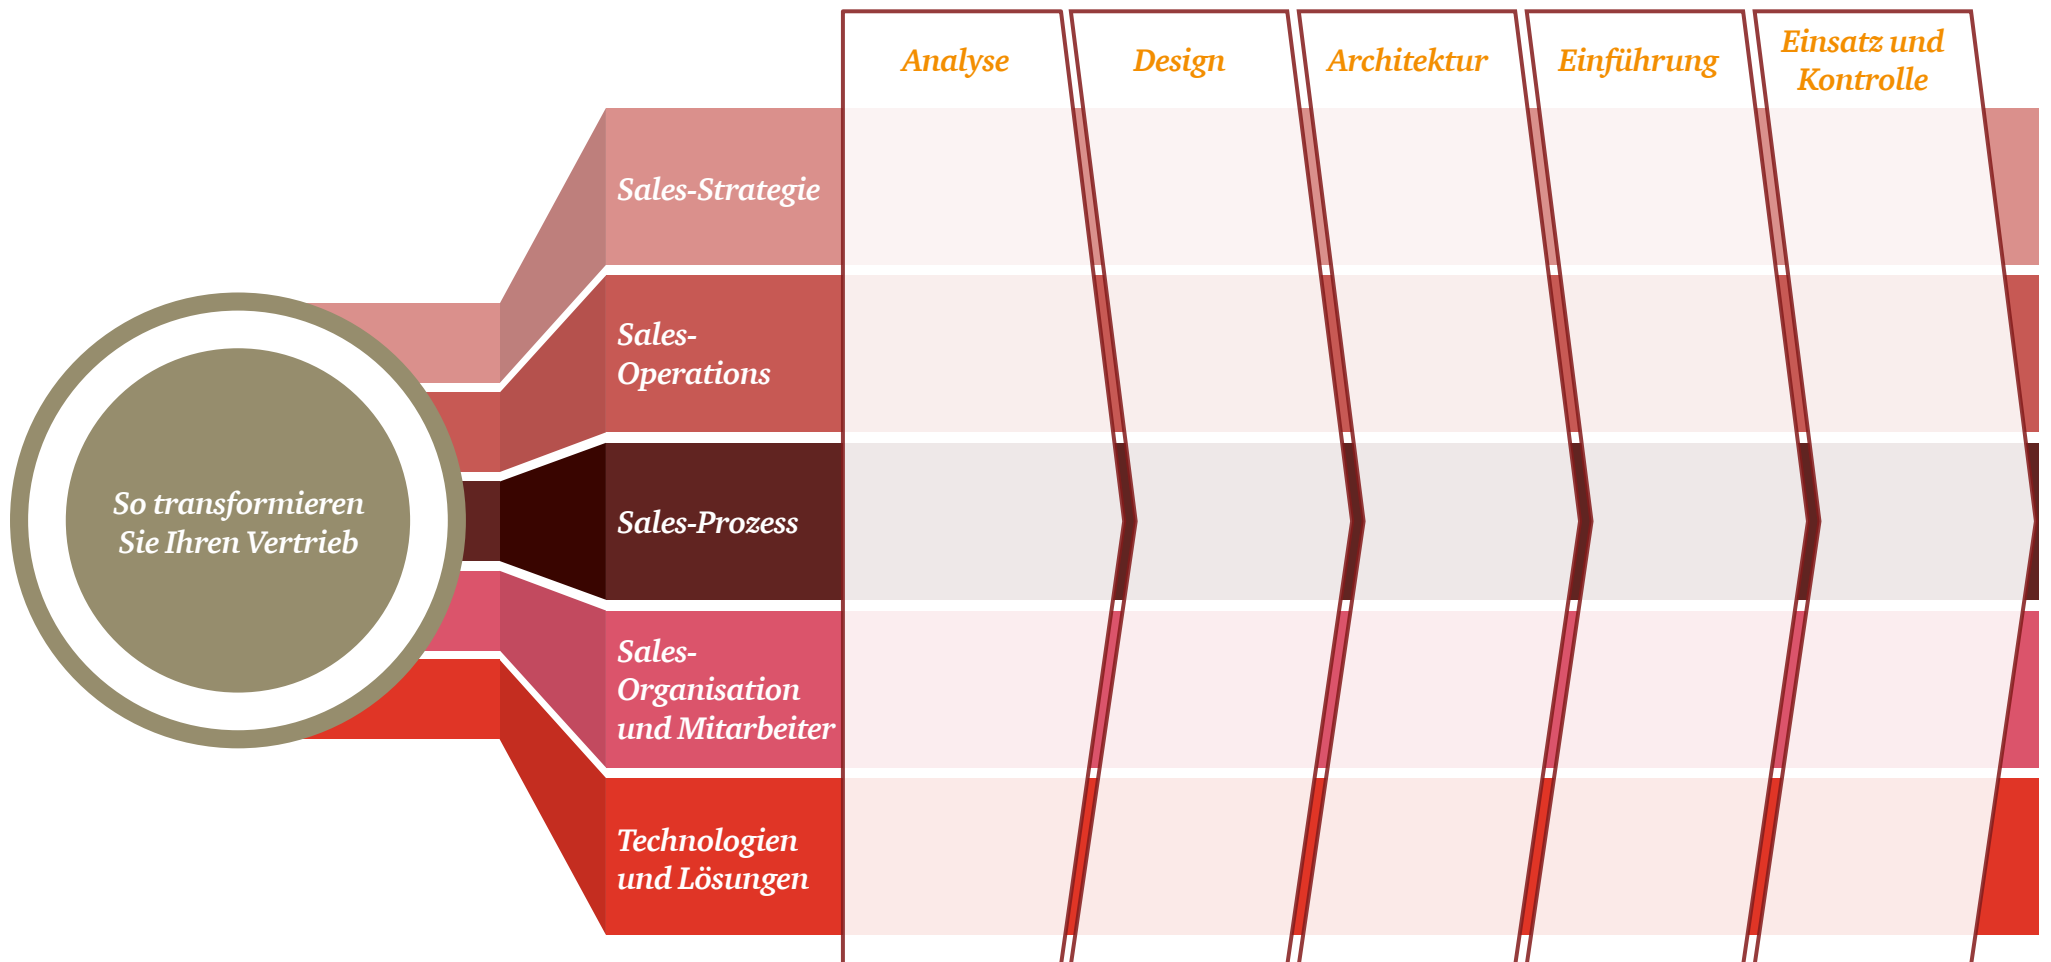 Analyse
Design
Architektur
Einführung
Einsatz und
Kontrolle
Sales-Strategie
Sales-
Operations
So transformieren
Sie Ihren Vertrieb
Sales-Prozess
Sales-
Organisation
und Mitarbeiter
Technologien
und Lösungen